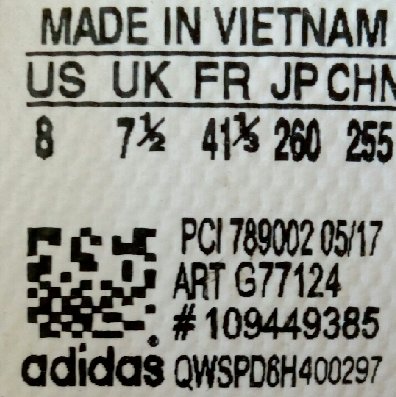 MADE IN VIETNAM
US UK FR JP CHN
8 7½ 41⅓ 260 255
PCI 789002 05/17
ART G77124
# 109449385
adidas QWSPD8H400297